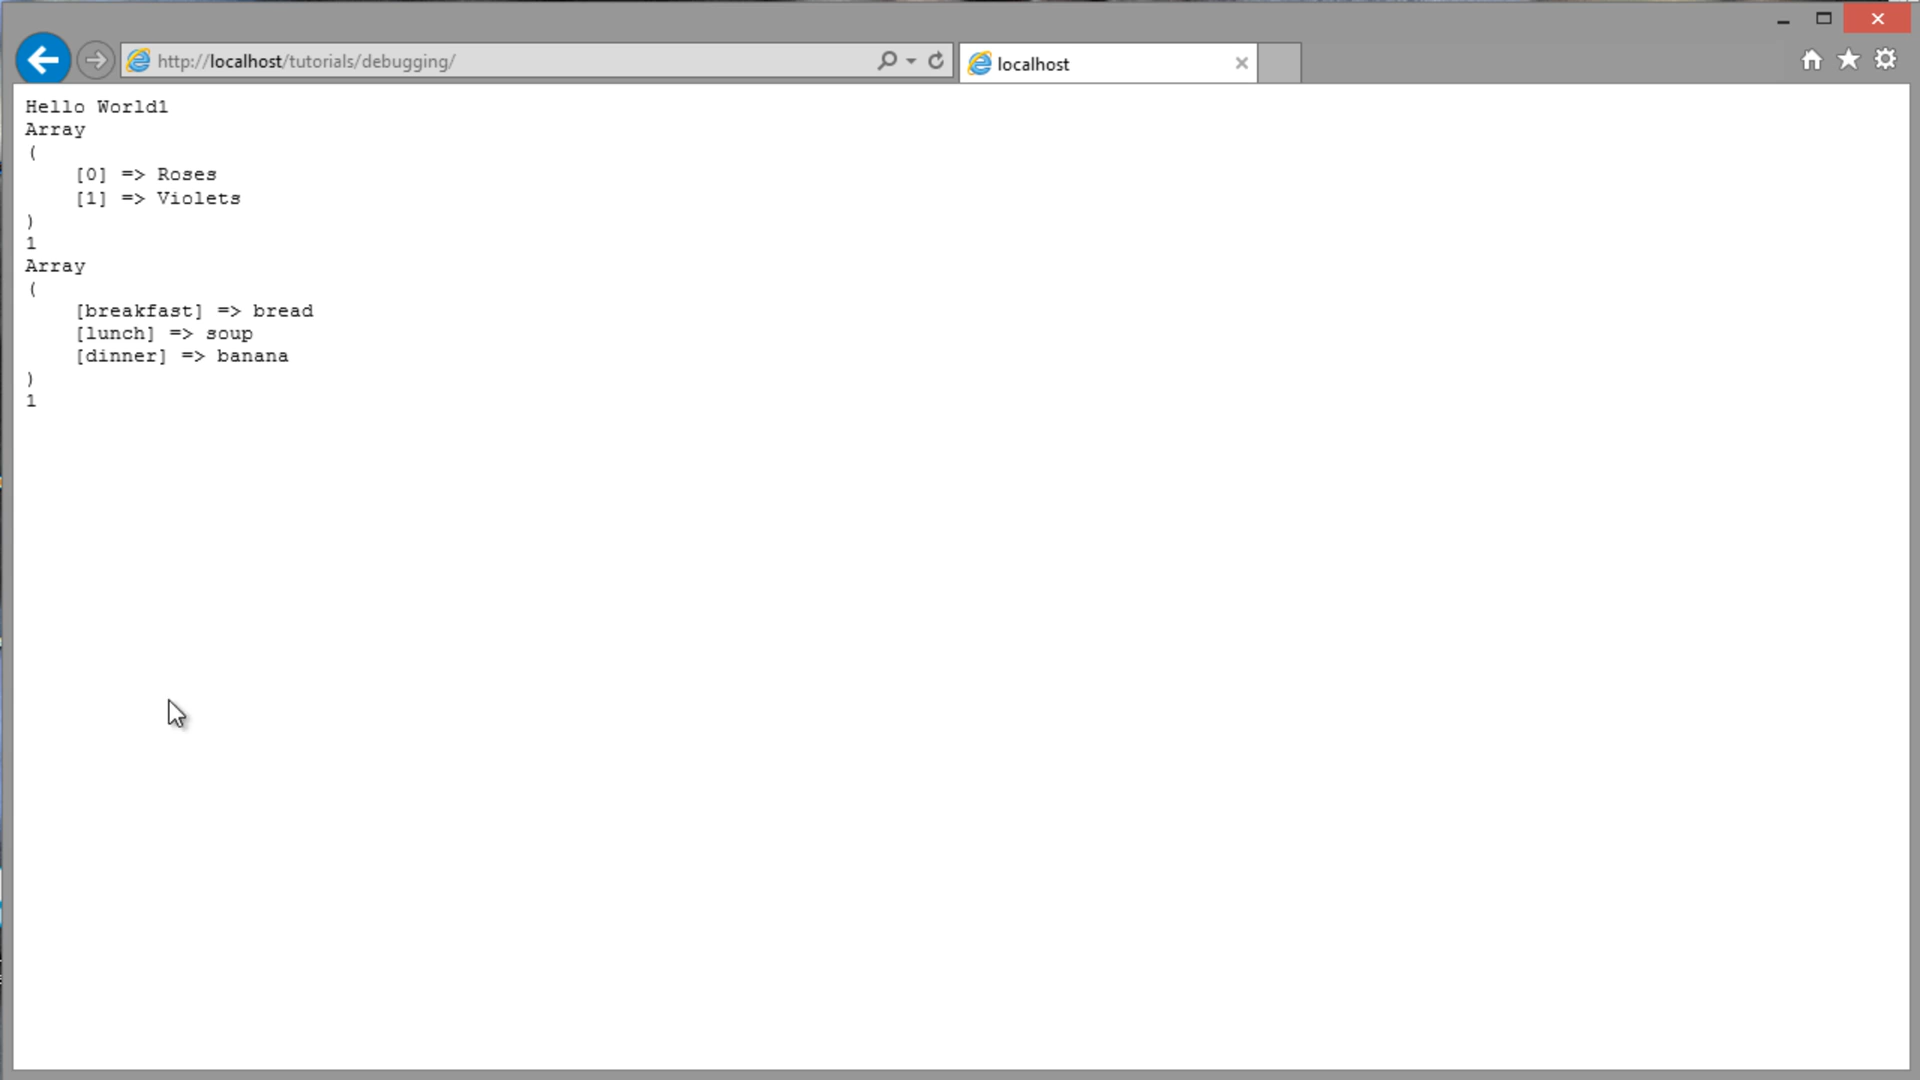 http://localhost/tutorials/debugging/
localhost
Hello World1
Array
(
    [0] => Roses
    [1] => Violets
)
1
Array
(
    [breakfast] => bread
    [lunch] => soup
    [dinner] => banana
)
1